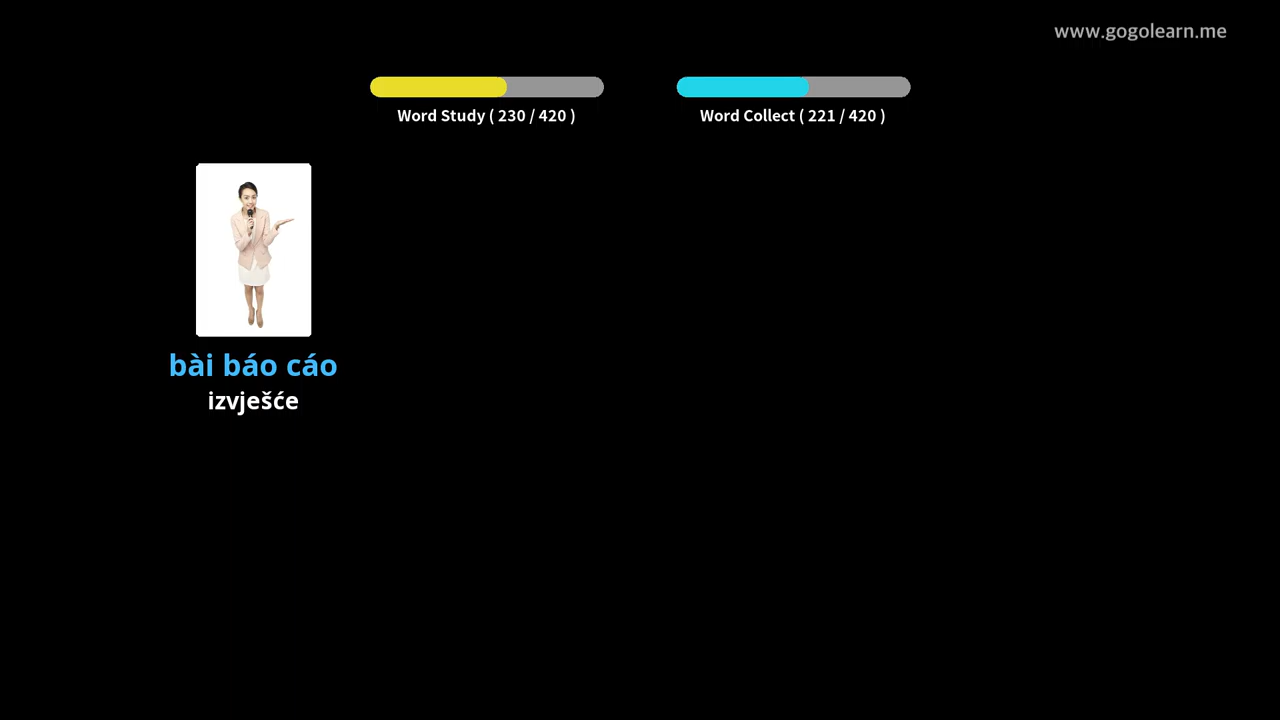 www.gogolearn.me
Word Study ( 230 / 420 )
Word Collect ( 221 / 420 )
bài báo cáo
izvješće